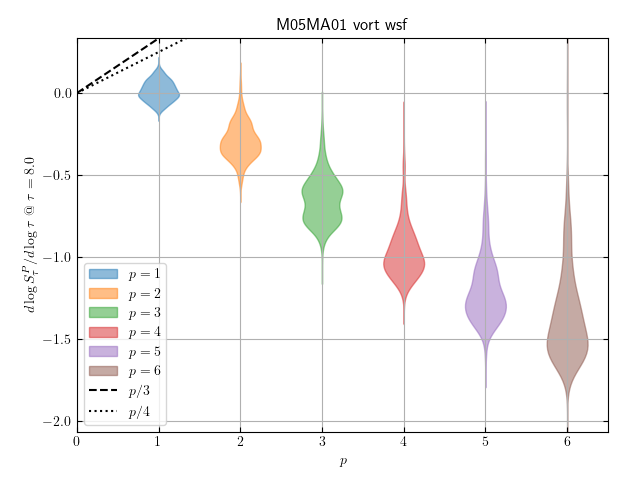 M05MA01 vort wsf
d log S_τ^P / d log τ @ τ = 8.0
0.0
−0.5
−1.0
−1.5
−2.0
p = 1
p = 2
p = 3
p = 4
p = 5
p = 6
p/3
p/4
0 1 2 3 4 5 6
p